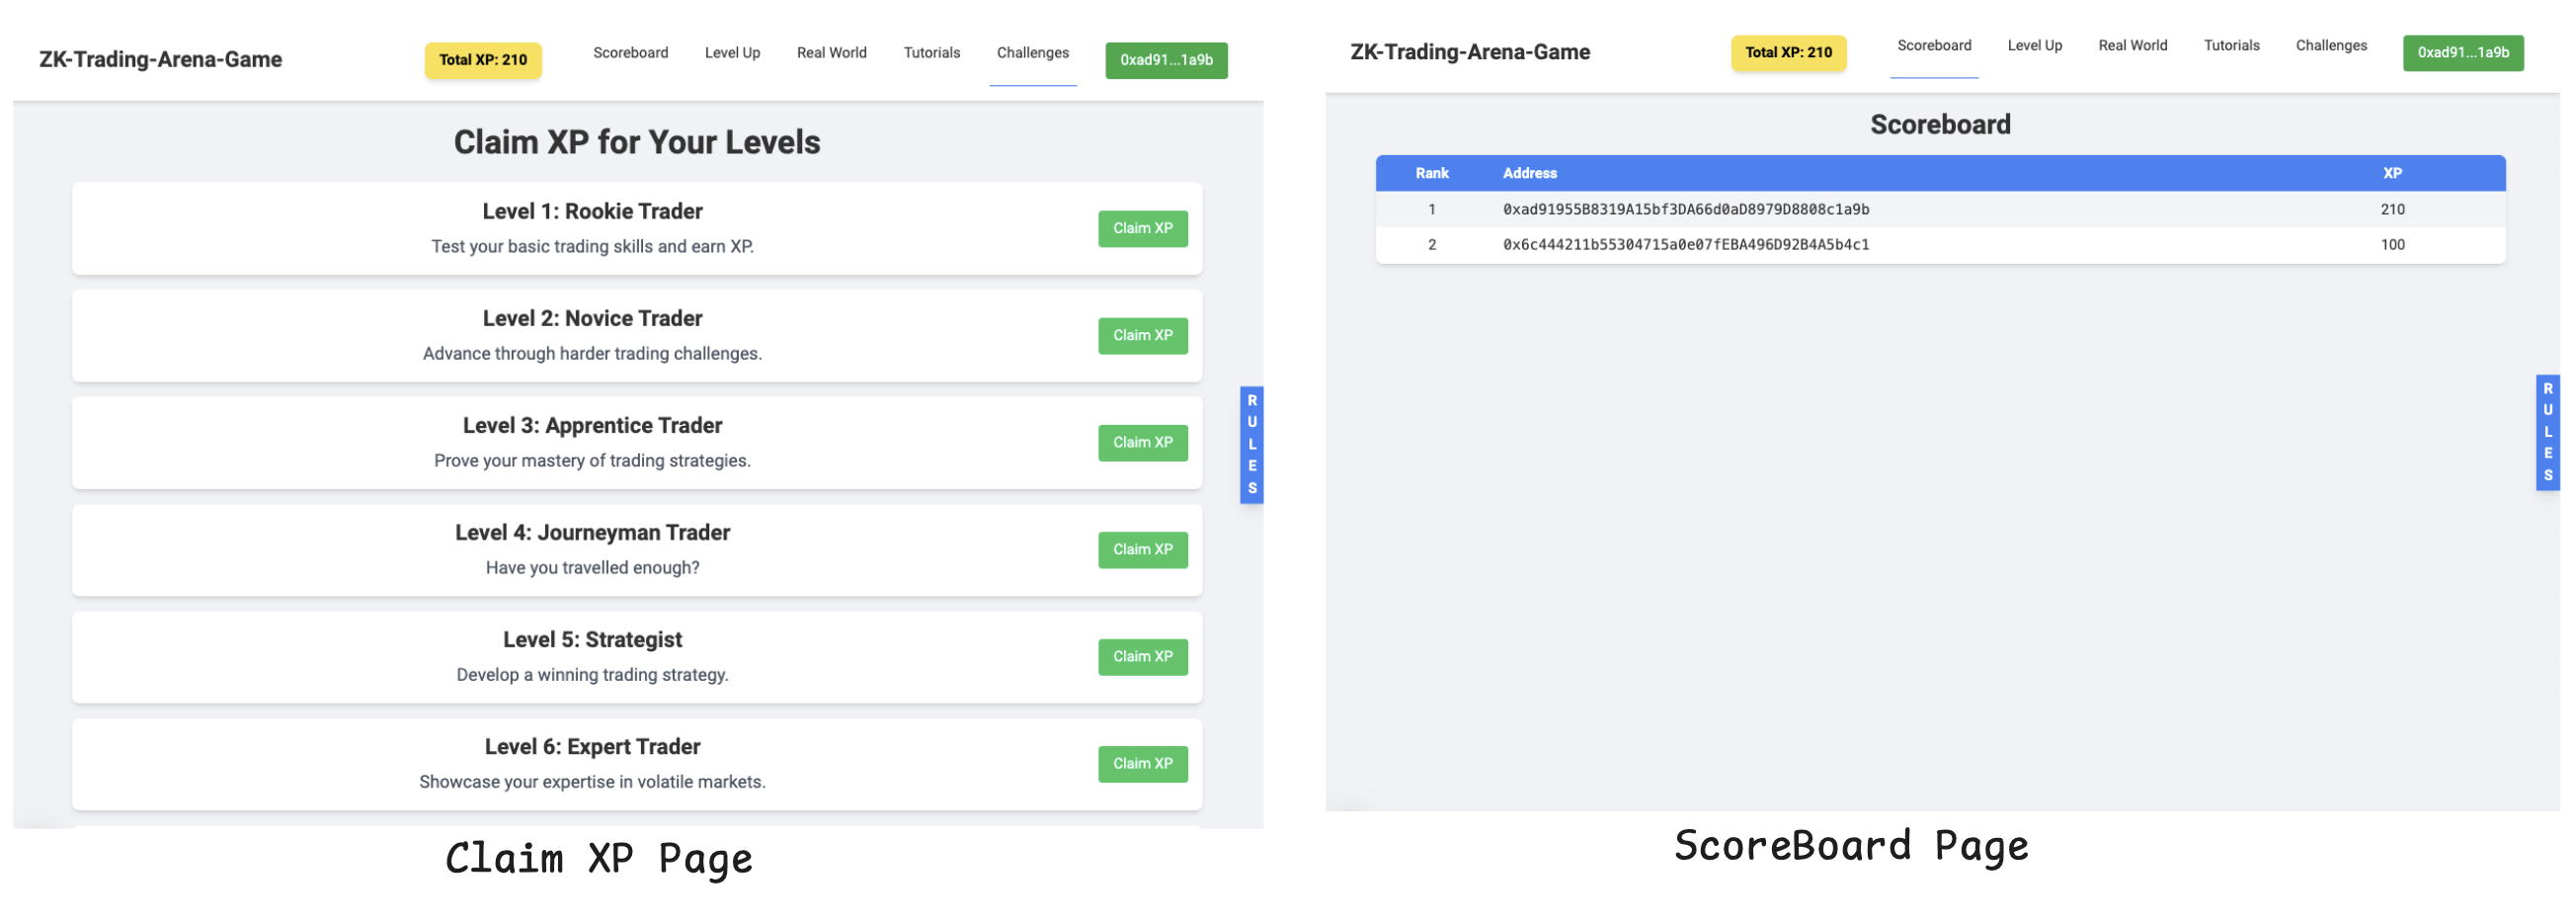 ZK-Trading-Arena-Game
Total XP: 210
Scoreboard
Level Up
Real World
Tutorials
Challenges
0xad91...1a9b
Claim XP for Your Levels
Level 1: Rookie Trader
Test your basic trading skills and earn XP.
Claim XP
Level 2: Novice Trader
Advance through harder trading challenges.
Claim XP
Level 3: Apprentice Trader
Prove your mastery of trading strategies.
Claim XP
Level 4: Journeyman Trader
Have you travelled enough?
Claim XP
Level 5: Strategist
Develop a winning trading strategy.
Claim XP
Level 6: Expert Trader
Showcase your expertise in volatile markets.
Claim XP
RULES
Claim XP Page
ZK-Trading-Arena-Game
Total XP: 210
Scoreboard
Level Up
Real World
Tutorials
Challenges
0xad91...1a9b
Scoreboard
Rank Address XP
1 0xad91955B8319A15bf3DA66d0aD8979D8808c1a9b 210
2 0x6c444211b55304715a0e07fEBA496D92B4A5b4c1 100
RULES
ScoreBoard Page